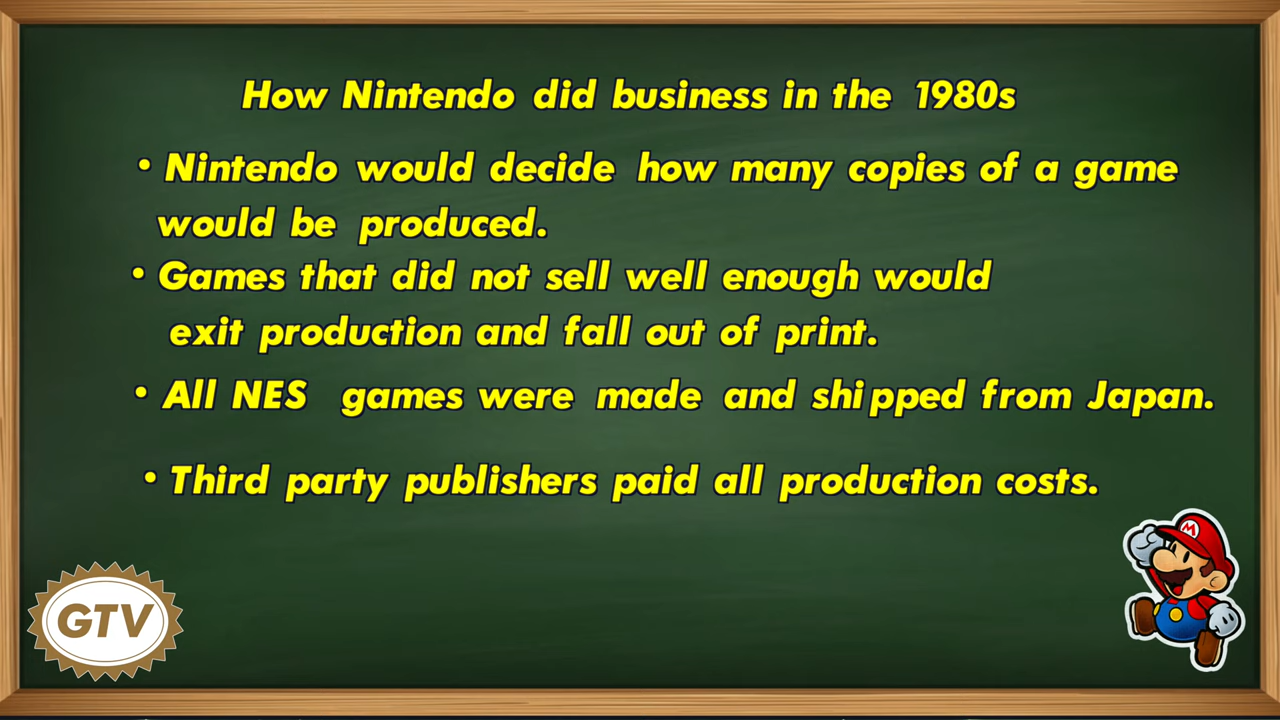 How Nintendo did business in the 1980s
• Nintendo would decide how many copies of a game
would be produced.
• Games that did not sell well enough would
exit production and fall out of print.
• All NES games were made and shipped from Japan.
• Third party publishers paid all production costs.
GTV
M